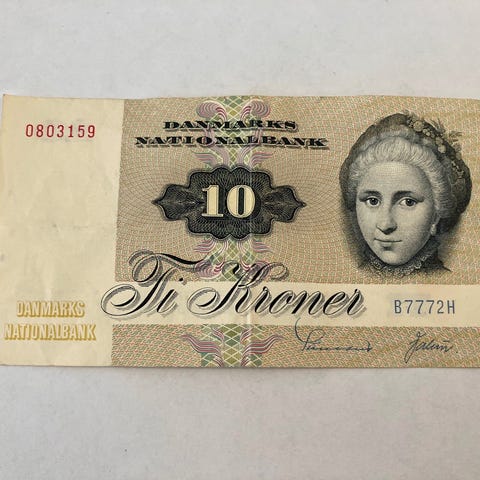 0803159
DANMARKS
NATIONALBANK
10
Ti Kroner
B7772H
DANMARKS
NATIONALBANK